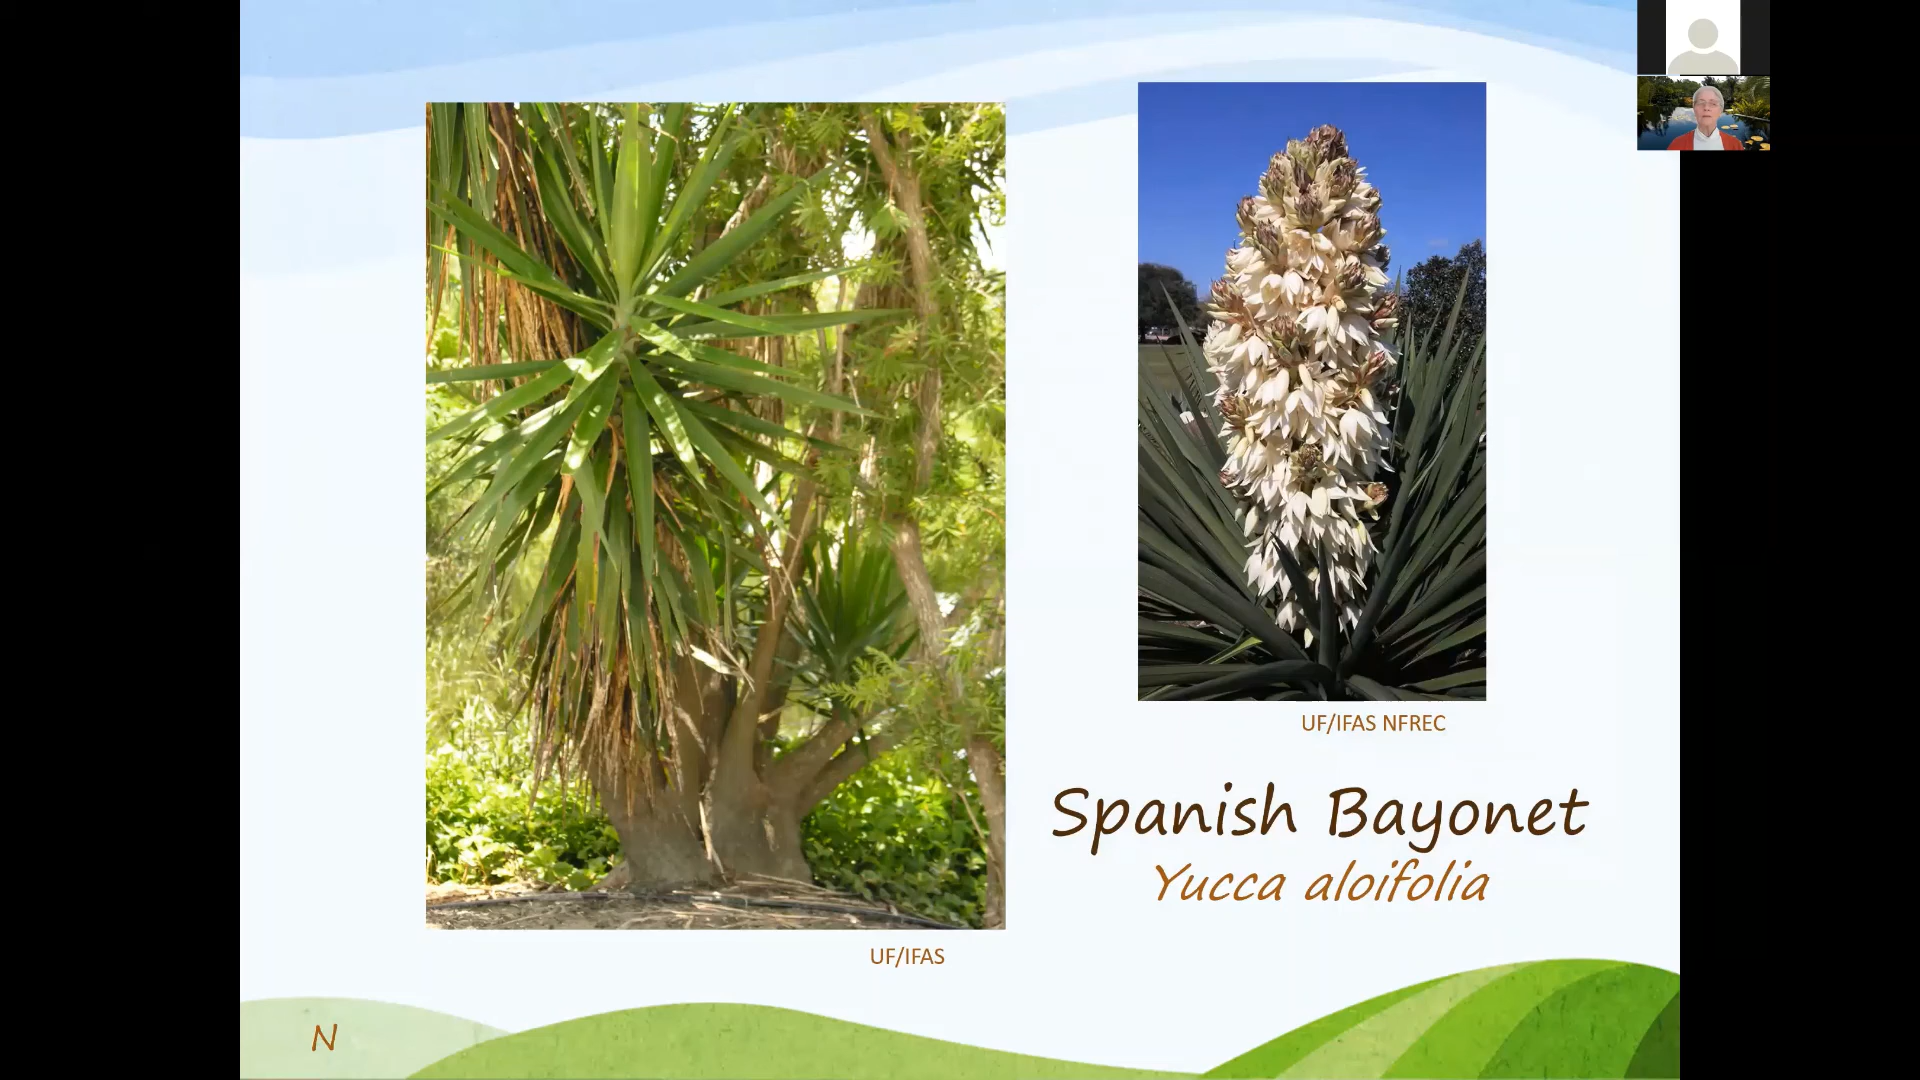 UF/IFAS NFREC
Spanish Bayonet
Yucca aloifolia
UF/IFAS
N